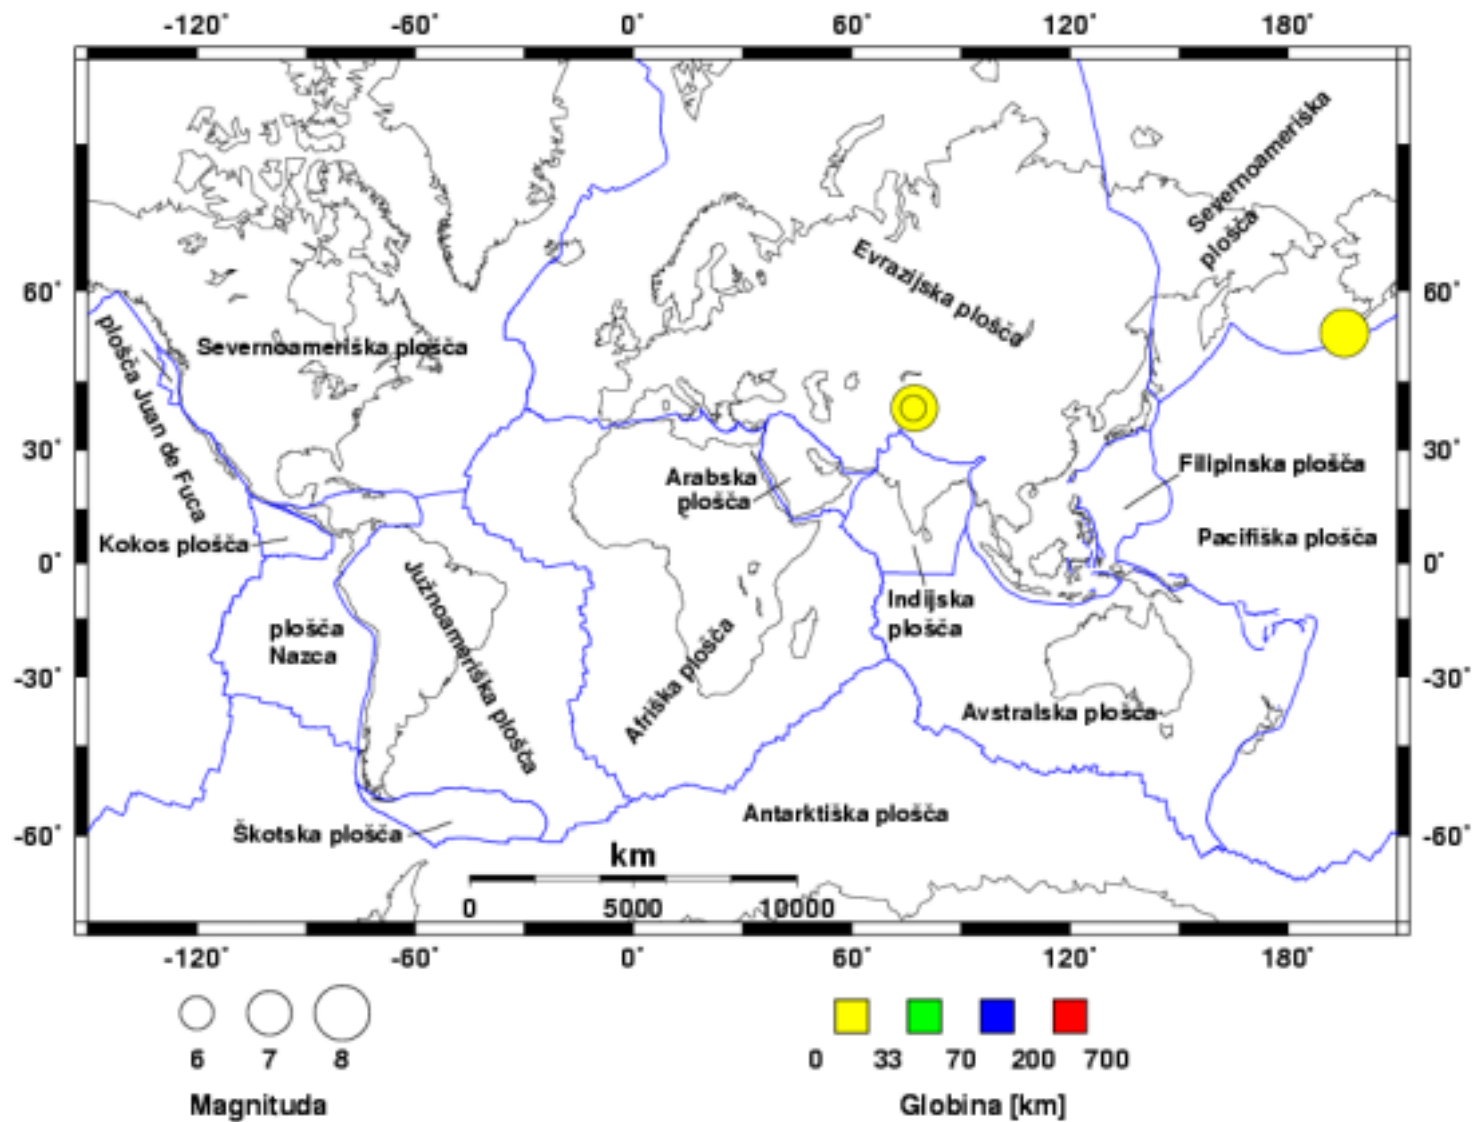 -120° -60° 0° 60° 120° 180°
Severnoameriška
plošča
Evrazijska plošča
60° 60°
Severnoameriška plošča
plošča Juan de Fuca
30° 30°
Filipinska plošča
Arabska
plošča
Pacifiška plošča
Kokos plošča
0° 0°
Južnoameriška plošča
Indijska
plošča
plošča
Nazca
Afriška plošča
-30° -30°
Avstralska plošča
Antarktiška plošča
Škotska plošča
-60° -60°
km
0 5000 10000
-120° -60° 0° 60° 120° 180°
6 7 8
0 33 70 200 700
Magnituda
Globina [km]